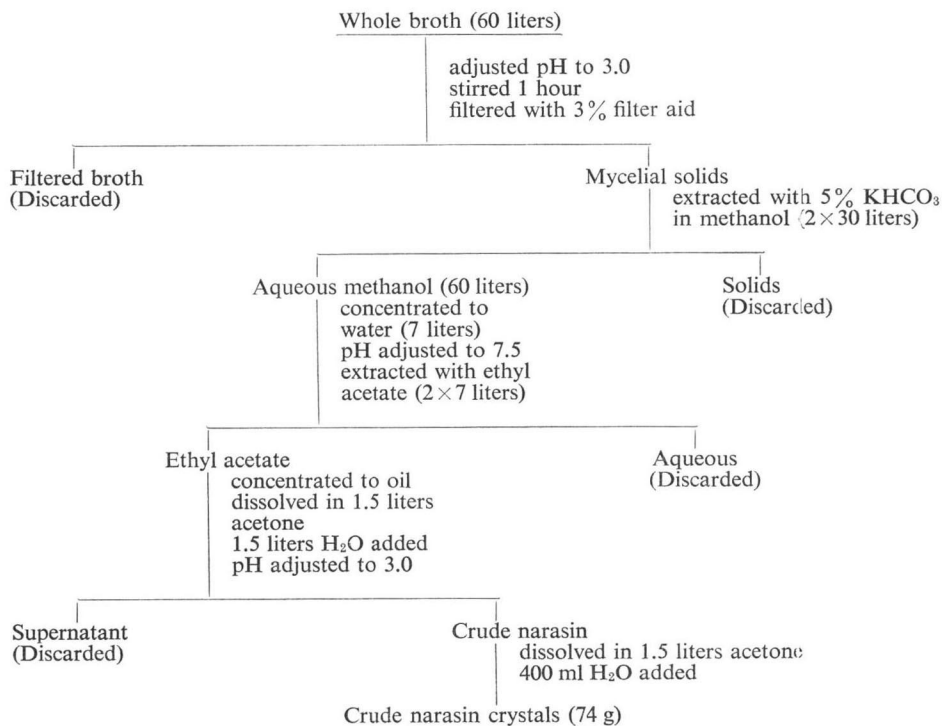 Whole broth (60 liters)
adjusted pH to 3.0
stirred 1 hour
filtered with 3% filter aid
Filtered broth
(Discarded)
Mycelial solids
extracted with 5% KHCO₃
in methanol (2×30 liters)
Aqueous methanol (60 liters)
concentrated to
water (7 liters)
pH adjusted to 7.5
extracted with ethyl
acetate (2×7 liters)
Solids
(Discarded)
Ethyl acetate
concentrated to oil
dissolved in 1.5 liters
acetone
1.5 liters H₂O added
pH adjusted to 3.0
Aqueous
(Discarded)
Supernatant
(Discarded)
Crude narasin
dissolved in 1.5 liters acetone
400 ml H₂O added
Crude narasin crystals (74 g)